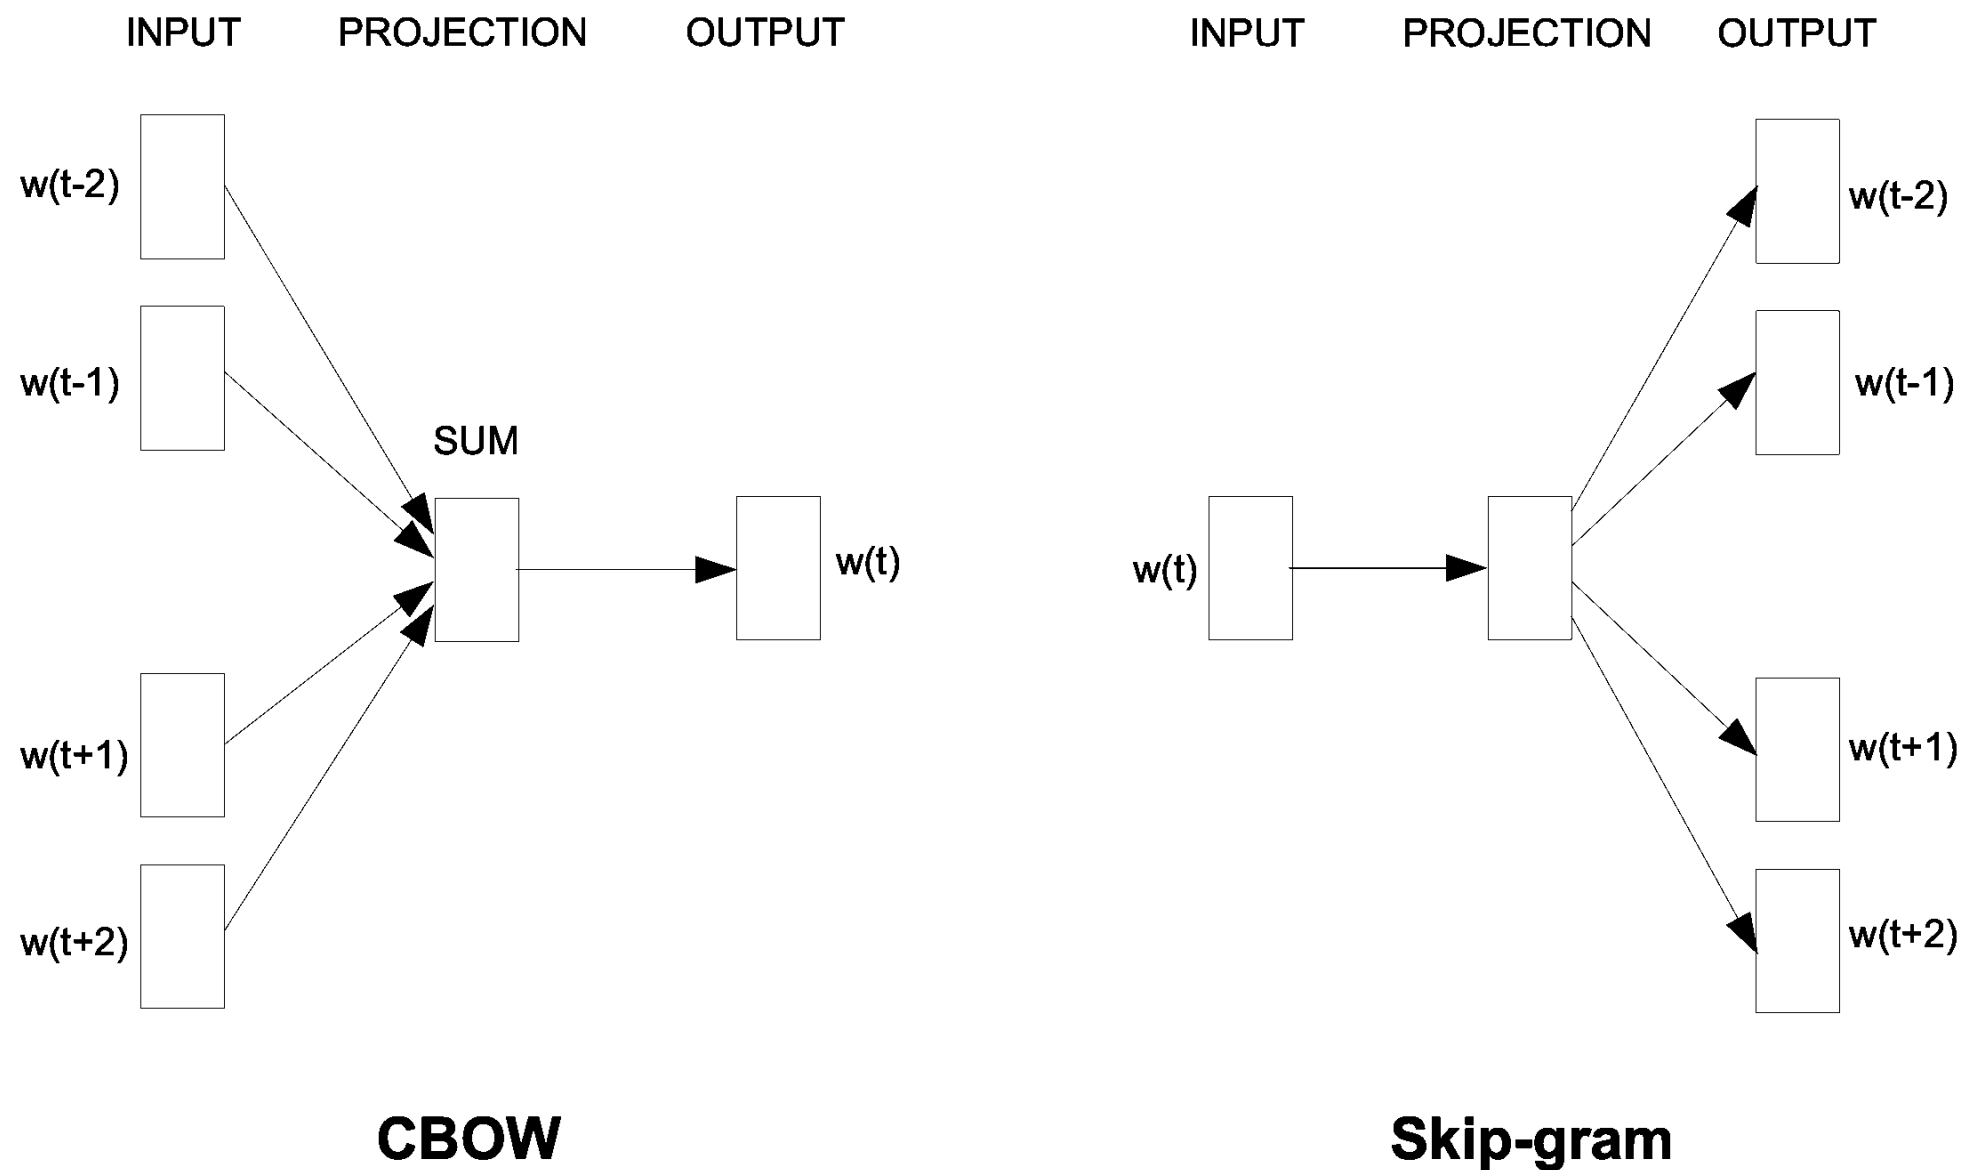 INPUT PROJECTION OUTPUT
w(t-2)
w(t-1)
SUM
w(t)
w(t+1)
w(t+2)
CBOW
INPUT PROJECTION OUTPUT
w(t-2)
w(t-1)
w(t)
w(t+1)
w(t+2)
Skip-gram